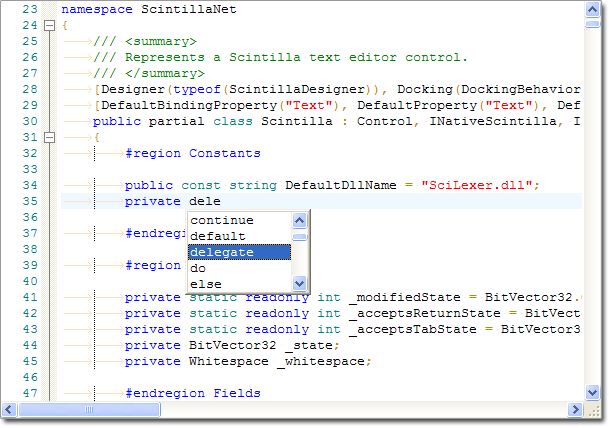 23 namespace ScintillaNet
24 {
25 /// <summary>
26 /// Represents a Scintilla text editor control.
27 /// </summary>
28 [Designer(typeof(ScintillaDesigner)), Docking(DockingBehavior
29 [DefaultBindingProperty("Text"), DefaultProperty("Text"), Def
30 public partial class Scintilla : Control, INativeScintilla, I
31 {
32 #region Constants
33
34 public const string DefaultDllName = "SciLexer.dll";
35 private dele
36 continue
default
37 #endregi
delegate
38 do
39 #region
else
40
41 private static readonly int _modifiedState = BitVector32.
42 private static readonly int _acceptsReturnState = BitVecto
43 private static readonly int _acceptsTabState = BitVector3
44 private BitVector32 _state;
45 private Whitespace _whitespace;
46
47 #endregion Fields